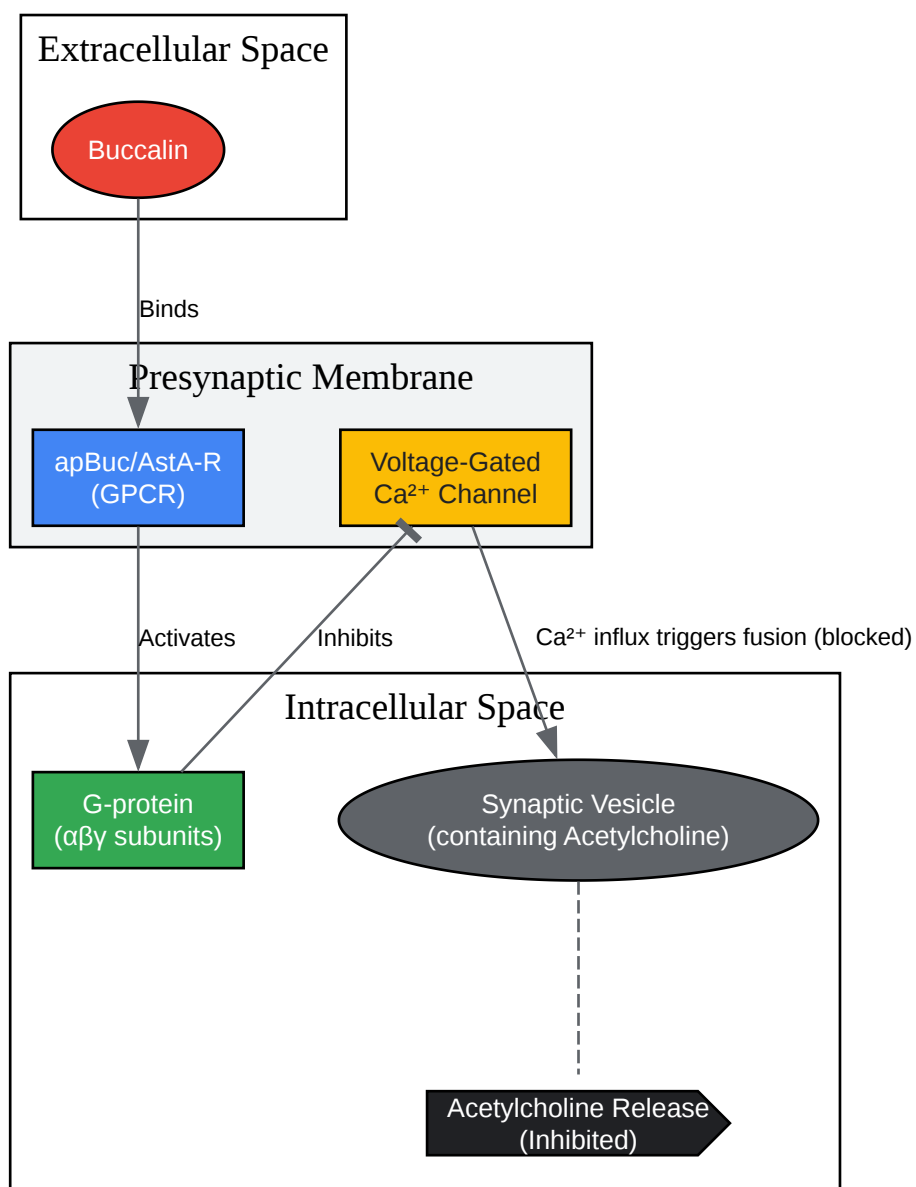 Extracellular Space
Buccalin
Binds
Presynaptic Membrane
apBuc/AstA-R
(GPCR)
Voltage-Gated
Ca²⁺ Channel
Activates
Inhibits
Ca²⁺ influx triggers fusion (blocked)
Intracellular Space
G-protein
(αβγ subunits)
Synaptic Vesicle
(containing Acetylcholine)
Acetylcholine Release
(Inhibited)